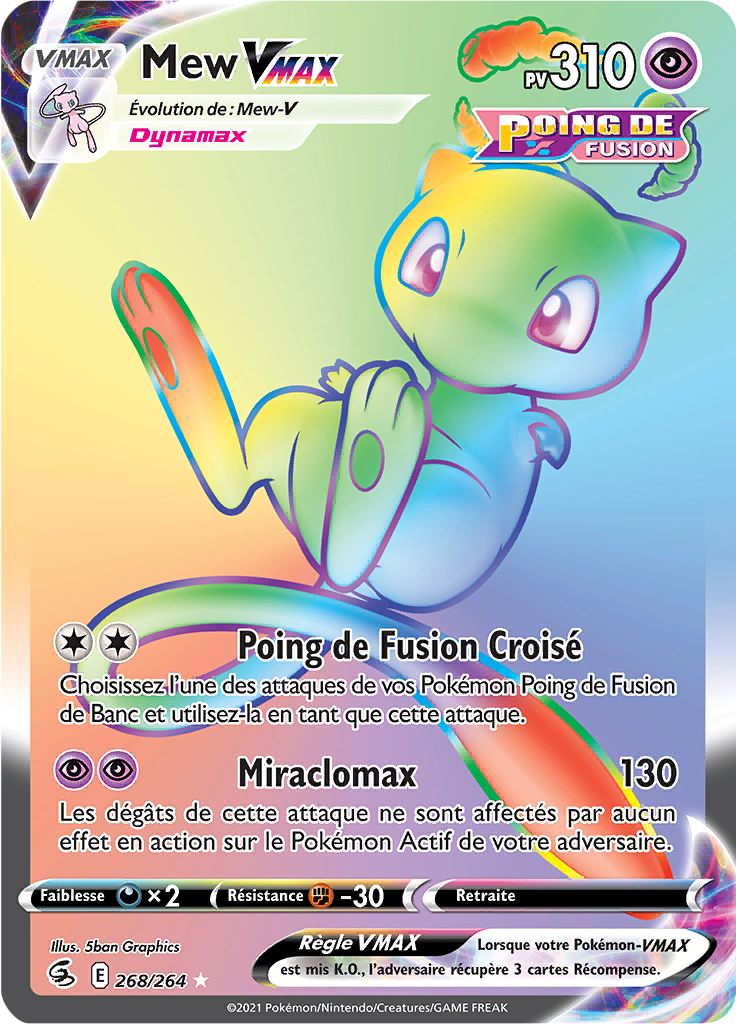 VMAX
Mew VMAX
PV 310
Évolution de : Mew-V
Dynamax
POING DE
FUSION
Poing de Fusion Croisé
Choisissez l'une des attaques de vos Pokémon Poing de Fusion
de Banc et utilisez-la en tant que cette attaque.
Miraclomax 130
Les dégâts de cette attaque ne sont affectés par aucun
effet en action sur le Pokémon Actif de votre adversaire.
Faiblesse ×2 Résistance -30 Retraite
Illus. 5ban Graphics
Règle VMAX Lorsque votre Pokémon-VMAX
est mis K.O., l'adversaire récupère 3 cartes Récompense.
E 268/264
©2021 Pokémon/Nintendo/Creatures/GAME FREAK